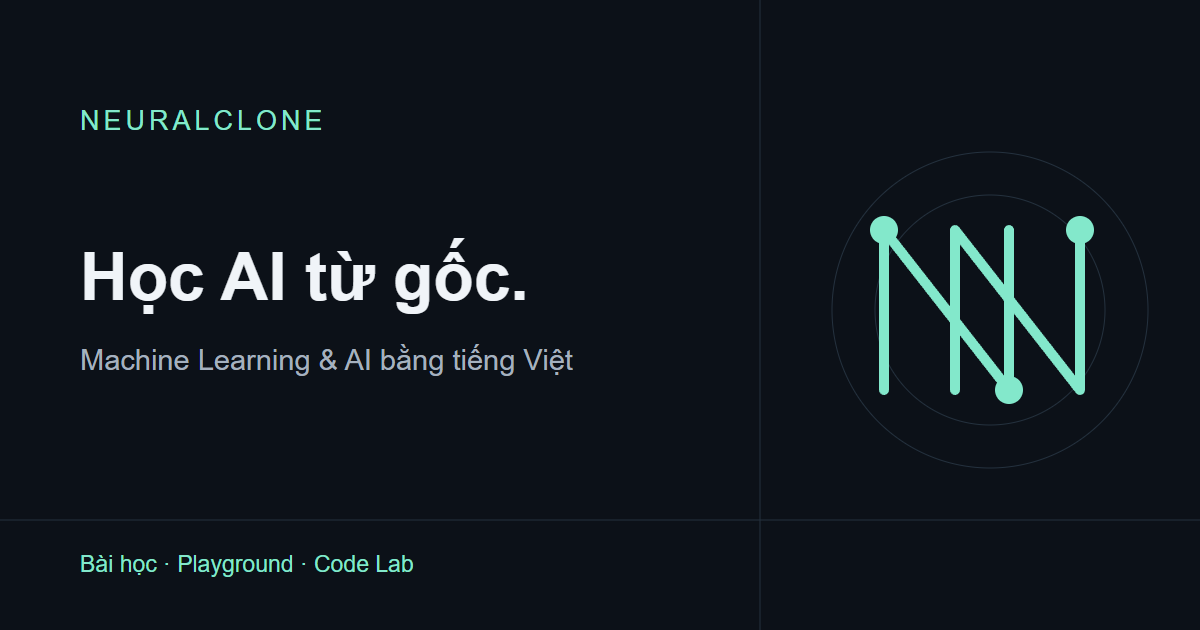 NEURALCLONE
Học AI từ gốc.
Machine Learning & AI bằng tiếng Việt
Bài học · Playground · Code Lab